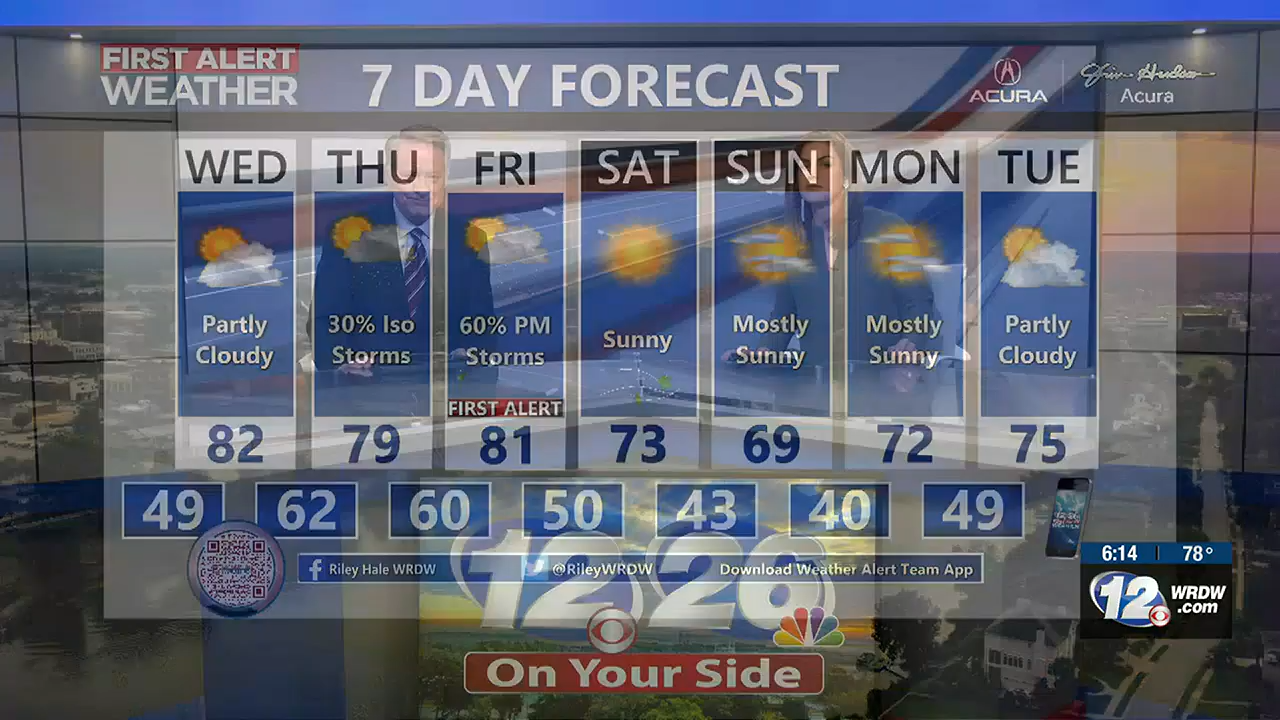 FIRST ALERT
WEATHER
7 DAY FORECAST
ACURA
Jim Hudson
Acura
WED THU FRI SAT SUN MON TUE
Partly Cloudy
30% Iso Storms
60% PM Storms
Sunny
Mostly Sunny
Mostly Sunny
Partly Cloudy
FIRST ALERT
82 79 81 73 69 72 75
49 62 60 50 43 40 49
Riley Hale WRDW
@RileyWRDW
Download Weather Alert Team App
12 26
On Your Side
6:14 78°
12
WRDW
.com